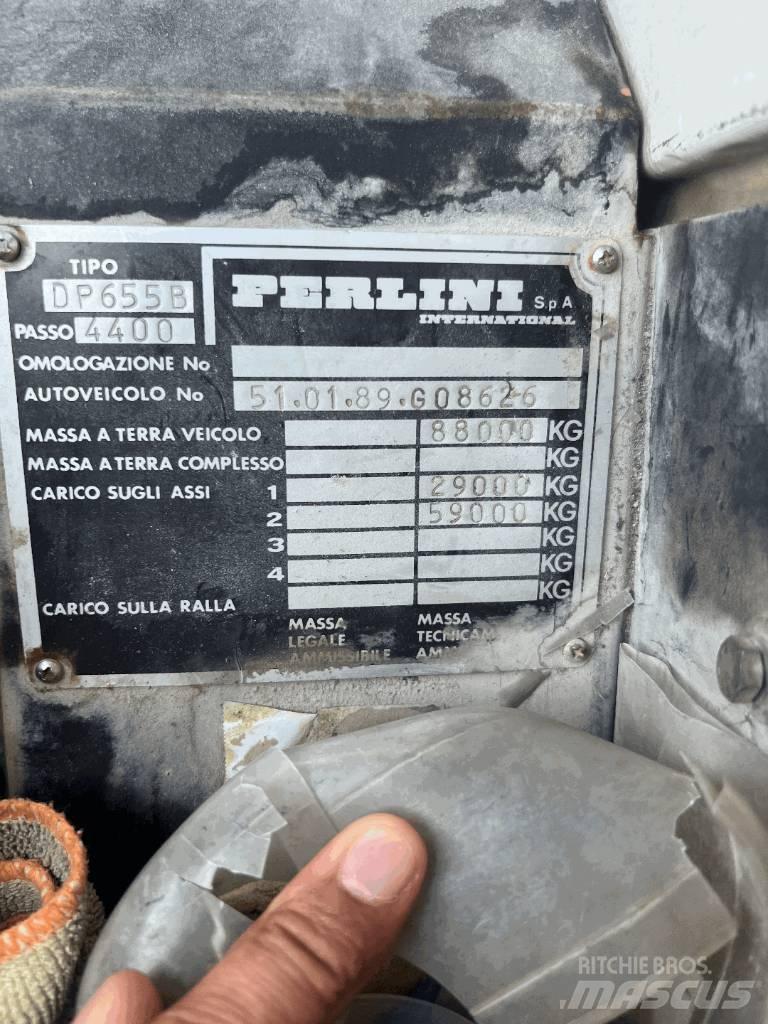 TIPO
DP655B
PASSO 4400
PERLINI SpA
INTERNATIONAL
OMOLOGAZIONE No
AUTOVEICOLO No 51.01.89.G08626
MASSA A TERRA VEICOLO 88000 KG
MASSA A TERRA COMPLESSO KG
CARICO SUGLI ASSI 1 29000 KG
2 59000 KG
3 KG
4 KG
CARICO SULLA RALLA KG
MASSA LEGALE AMMISSIBILE
MASSA
RITCHIE BROS.
MASCUS